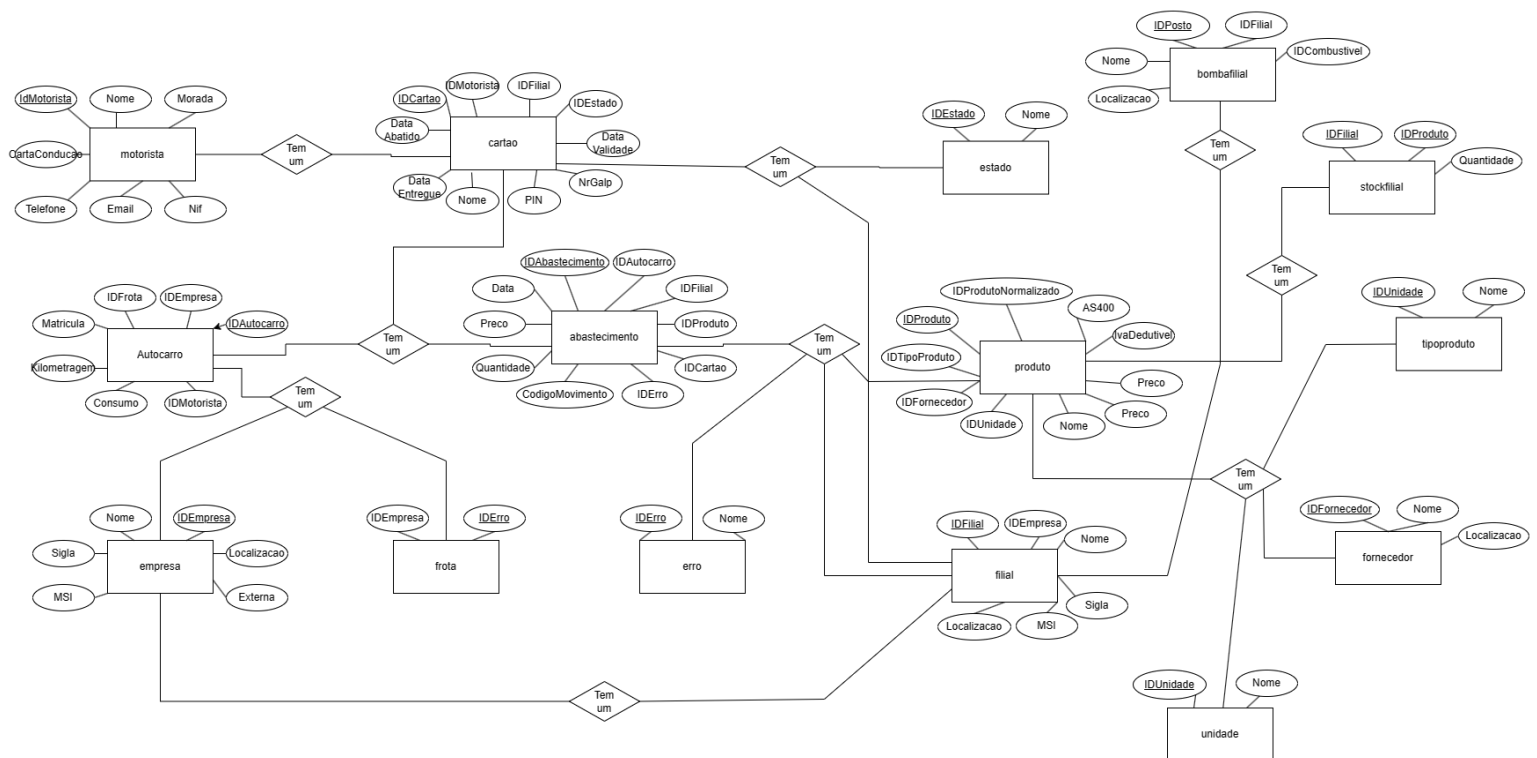 IDPosto
IDFilial
Nome
IDCombustivel
bombafilial
Localizacao
IdMotorista
Nome
Morada
CartaConducao
motorista
Telefone
Email
Nif
Tem
um
IDCartao
IDMotorista
IDFilial
IDEstado
Data
Abatido
cartao
Data
Validade
Data
Entregue
Nome
PIN
NrGalp
Tem
um
IDEstado
Nome
estado
Tem
um
IDFilial
IDProduto
Quantidade
stockfilial
Tem
um
IDFrota
IDEmpresa
Matricula
IDAutocarro
Autocarro
Kilometragem
Consumo
IDMotorista
Tem
um
Tem
um
IDAbastecimento
IDAutocarro
Data
IDFilial
Preco
IDProduto
abastecimento
Quantidade
IDCartao
CodigoMovimento
IDErro
Tem
um
IDProdutoNormalizado
AS400
IDProduto
IvaDedutivel
IDTipoProduto
produto
Preco
IDFornecedor
Preco
IDUnidade
Nome
IDUnidade
Nome
tipoproduto
Tem
um
IDFornecedor
Nome
Localizacao
fornecedor
Nome
IDEmpresa
Sigla
Localizacao
empresa
MSI
Externa
IDEmpresa
IDErro
frota
IDErro
Nome
erro
IDFilial
IDEmpresa
Nome
filial
Sigla
Localizacao
MSI
Tem
um
IDUnidade
Nome
unidade